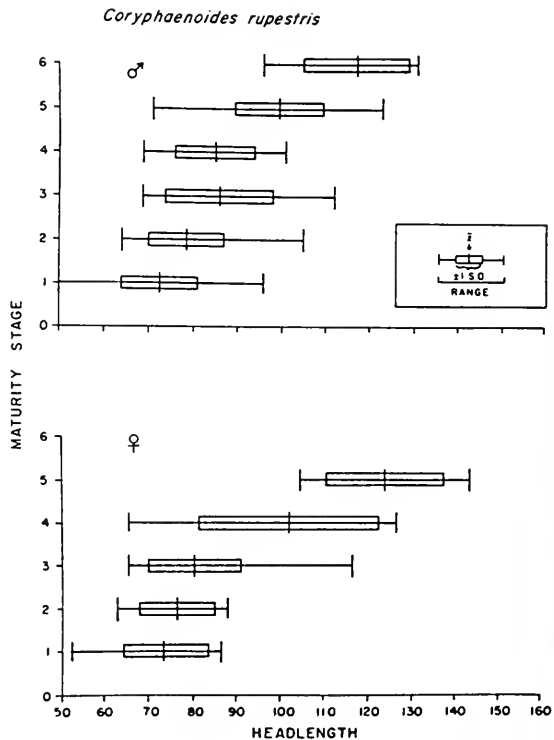 Coryphaenoides rupestris
♂
6
5
4
3
2
1
0
x̄
±1 S D
RANGE
MATURITY STAGE
♀
6
5
4
3
2
1
0
50 60 70 80 90 100 110 120 130 140 150 160
HEADLENGTH